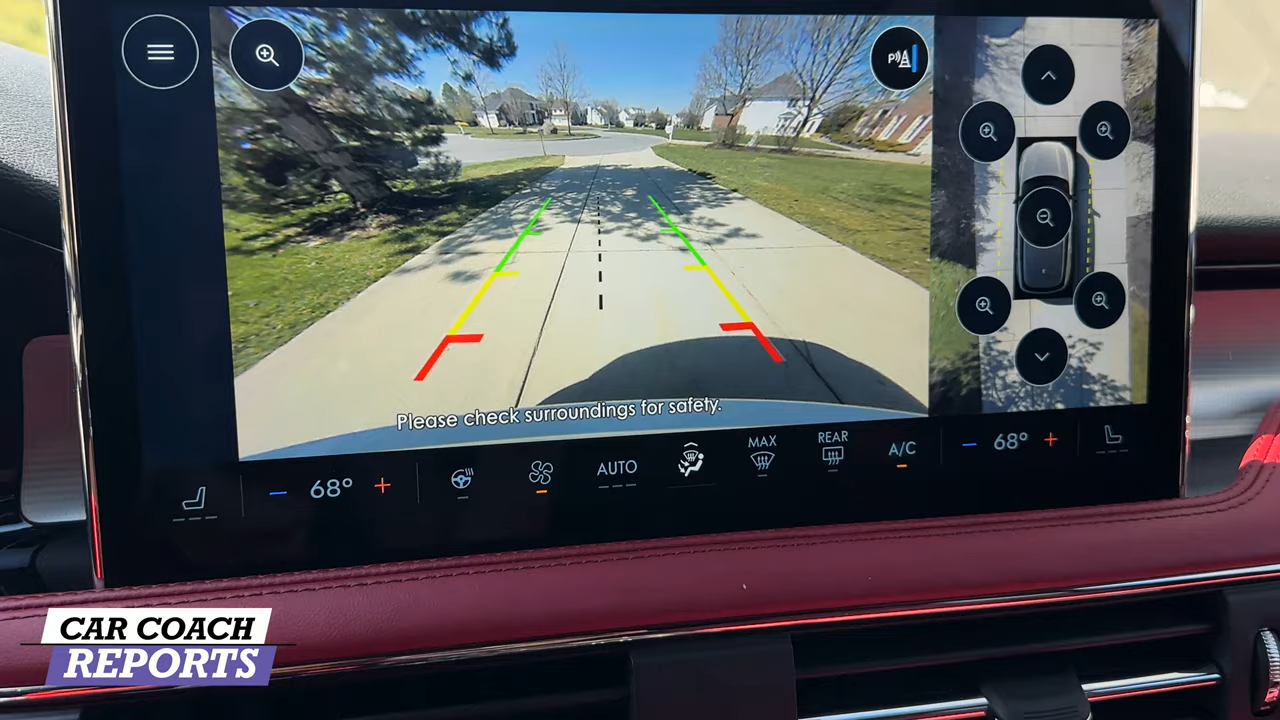 P
Please check surroundings for safety.
68°
AUTO
MAX
REAR
A/C
68°
CAR COACH
REPORTS